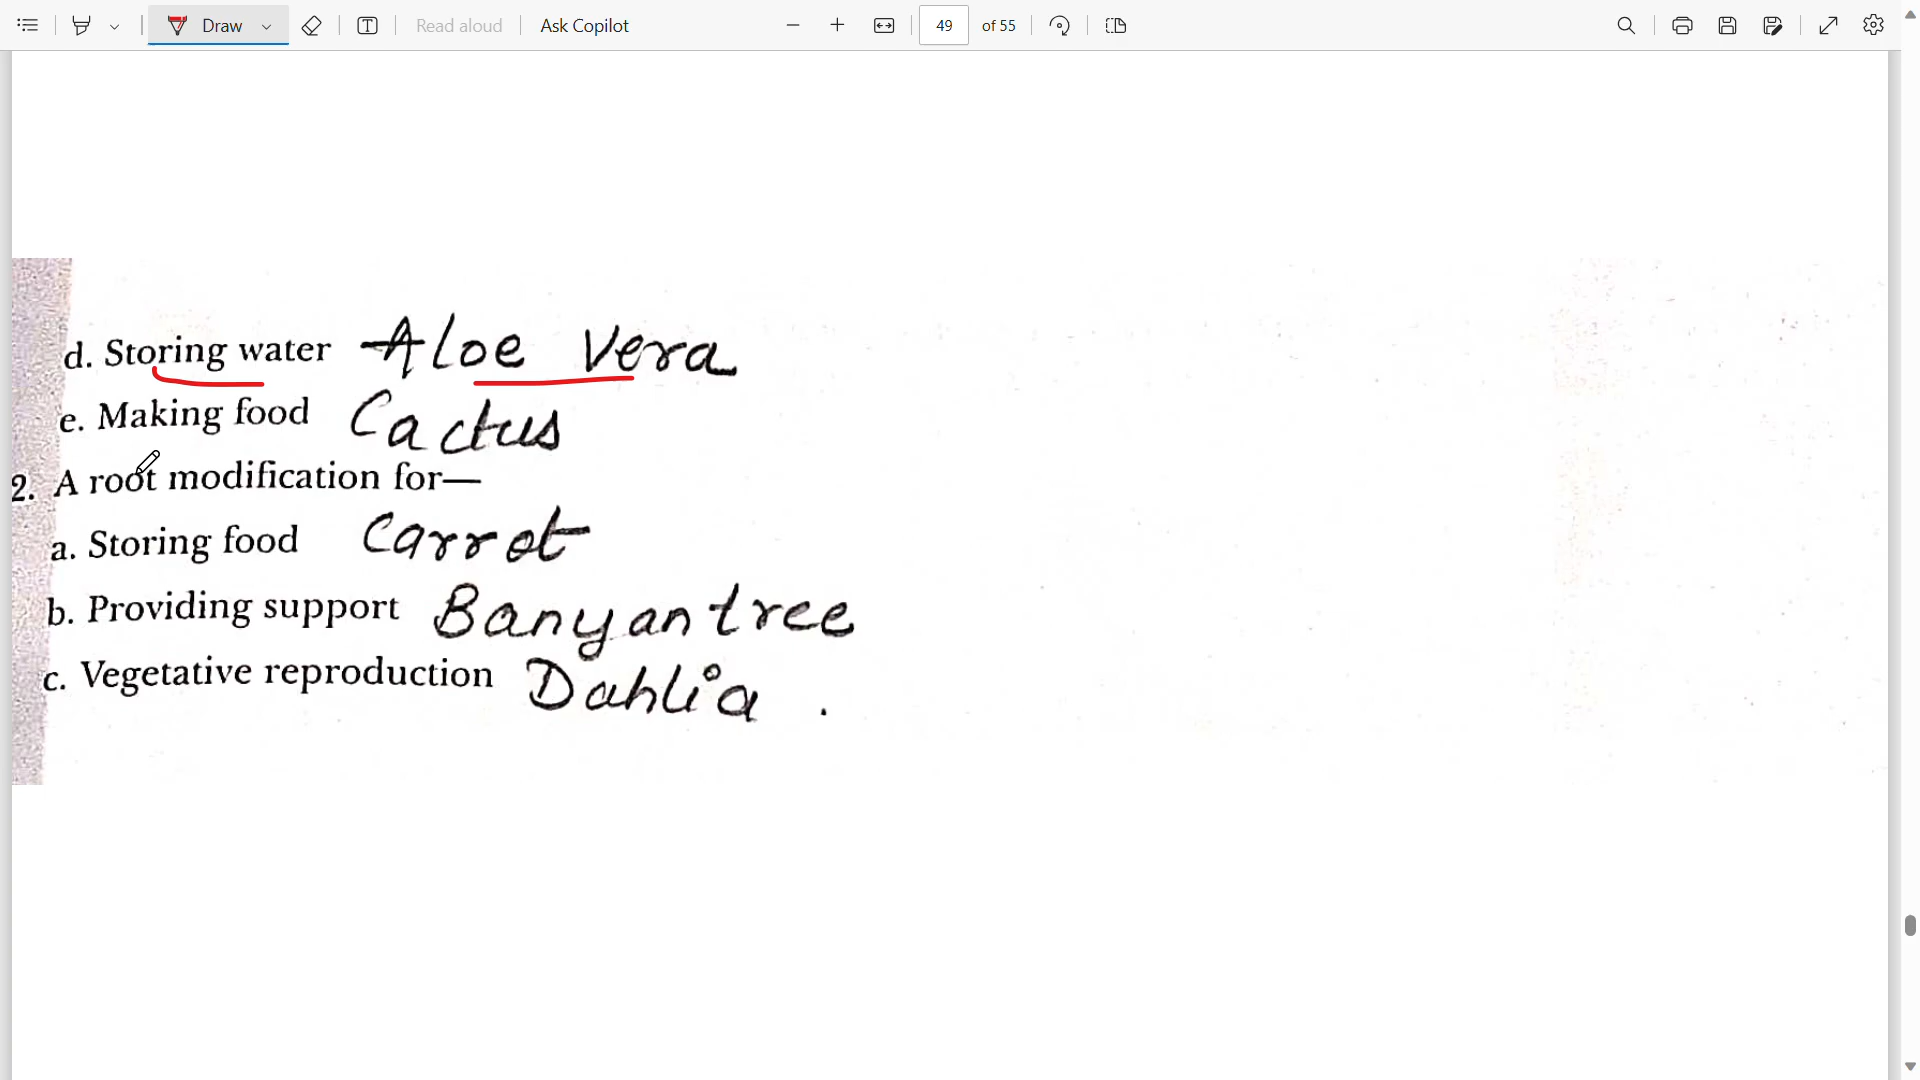 Draw Read aloud Ask Copilot 49 of 55
d. Storing water Aloe Vera
e. Making food Cactus
2. A root modification for—
a. Storing food Carrot
b. Providing support Banyan tree
c. Vegetative reproduction Dahlia .